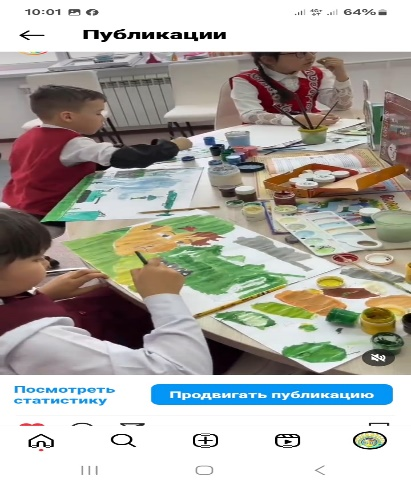 10:01 64%
Публикации
Посмотреть
статистику
Продвигать публикацию